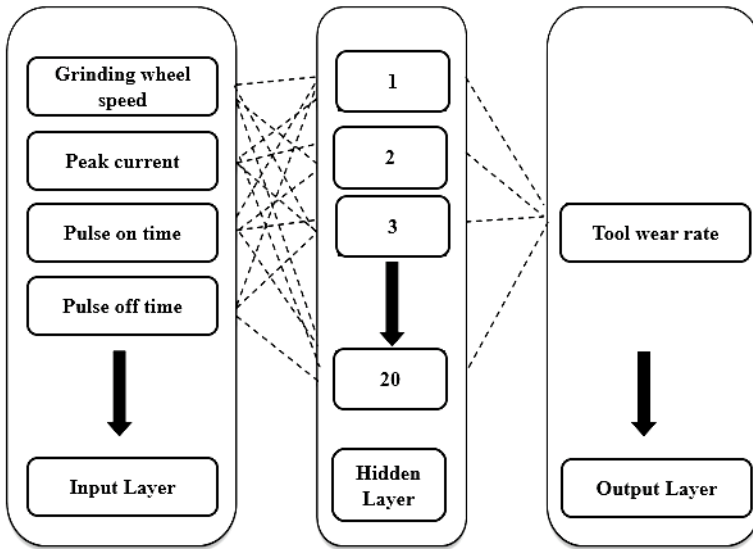 Grinding wheel
speed
Peak current
Pulse on time
Pulse off time
Input Layer
1
2
3
20
Hidden
Layer
Tool wear rate
Output Layer